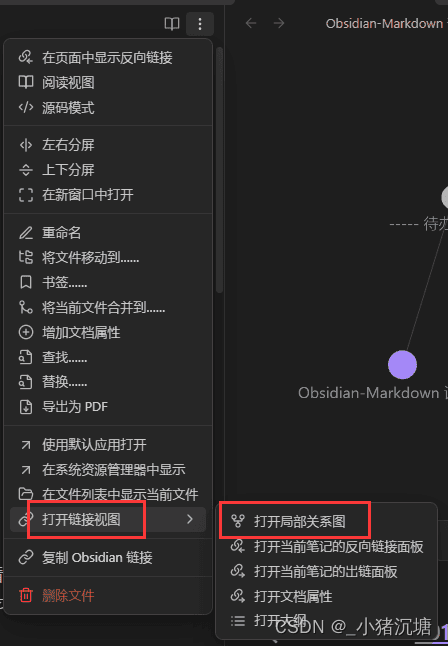 Obsidian-Markdown
在页面中显示反向链接
阅读视图
源码模式
左右分屏
上下分屏
在新窗口中打开
----- 待办
重命名
将文件移动到......
书签......
将当前文件合并到......
增加文档属性
查找......
替换......
导出为 PDF
Obsidian-Markdown
使用默认应用打开
在系统资源管理器中显示
在文件列表中显示当前文件
打开链接视图
打开局部关系图
打开当前笔记的反向链接面板
复制 Obsidian 链接
打开当前笔记的出链面板
删除文件
打开文档属性
打开大纲
CSDN @_小猪沉塘_